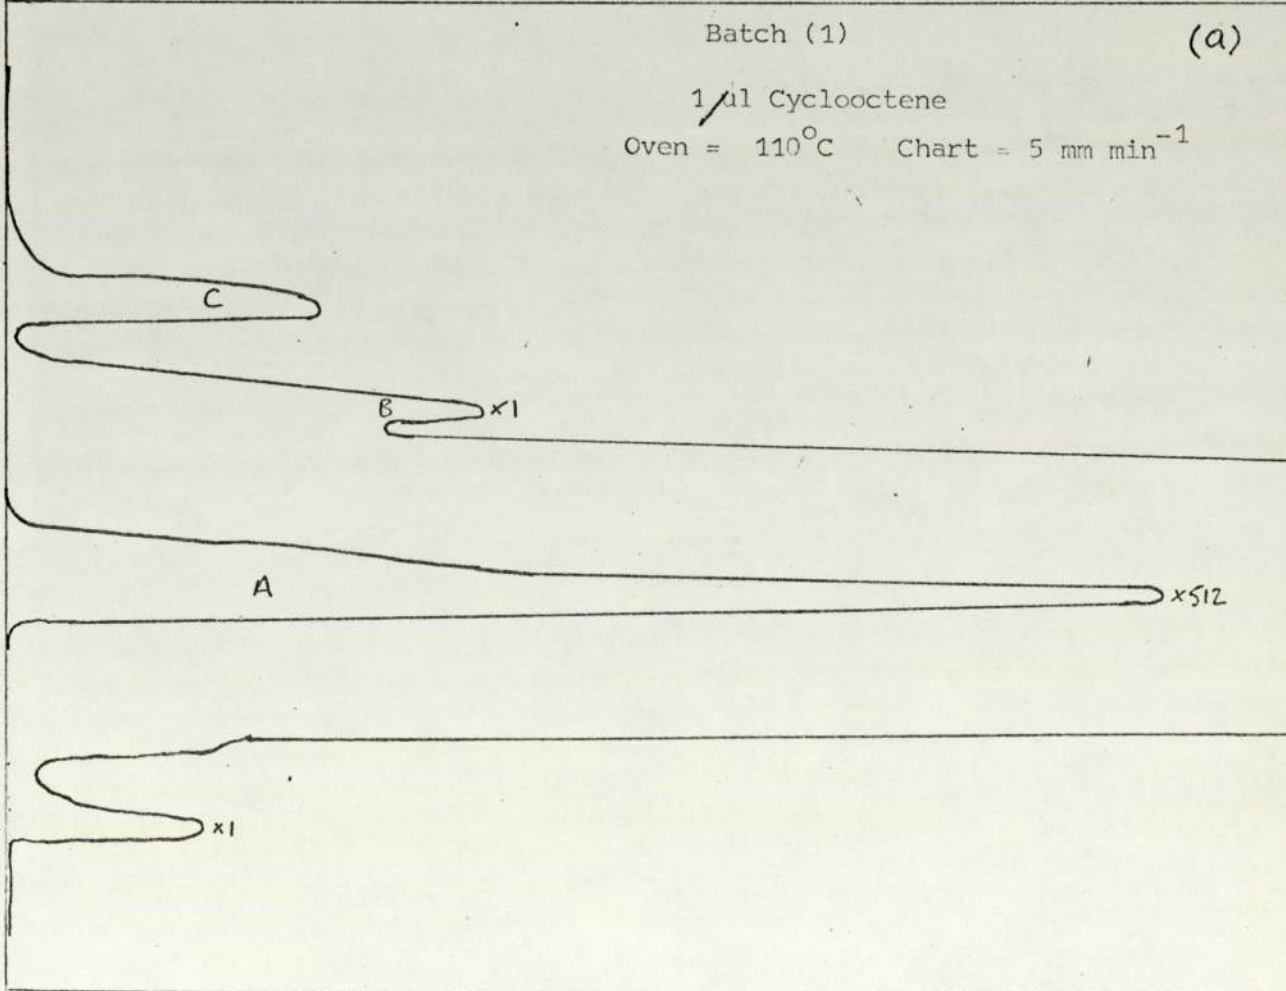 Batch (1)
(a)
1 µl Cyclooctene
Oven = 110°C Chart = 5 mm min⁻¹
C
B
×1
A
×512
×1